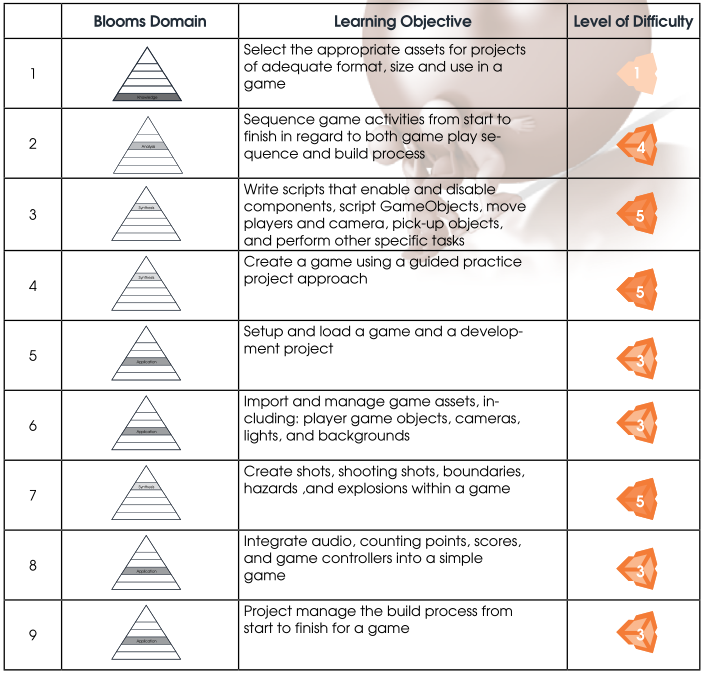 Blooms Domain
Learning Objective
Level of Difficulty
1
Knowledge
Select the appropriate assets for projects
of adequate format, size and use in a
game
1
2
Analysis
Sequence game activities from start to
finish in regard to both game play se-
quence and build process
4
3
Synthesis
Write scripts that enable and disable
components, script GameObjects, move
players and camera, pick-up objects,
and perform other specific tasks
5
4
Synthesis
Create a game using a guided practice
project approach
5
5
Application
Setup and load a game and a develop-
ment project
3
6
Application
Import and manage game assets, in-
cluding: player game objects, cameras,
lights, and backgrounds
3
7
Synthesis
Create shots, shooting shots, boundaries,
hazards ,and explosions within a game
5
8
Application
Integrate audio, counting points, scores,
and game controllers into a simple
game
3
9
Application
Project manage the build process from
start to finish for a game
3